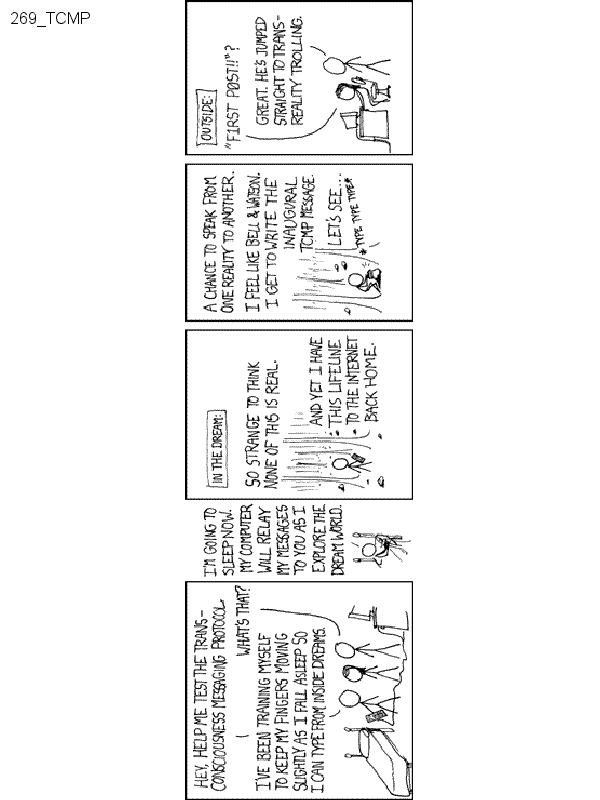 269_TCMP
HEY, HELP ME TEST THE TRANS-
CONSCIOUSNESS MESSAGING PROTOCOL.
WHAT'S THAT?
I'VE BEEN TRAINING MYSELF
TO KEEP MY FINGERS MOVING
SLIGHTLY AS I FALL ASLEEP SO
I CAN TYPE FROM INSIDE DREAMS.
I'M GOING TO
SLEEP NOW.
MY COMPUTER
WILL RELAY
MY MESSAGES
TO YOU AS I
EXPLORE THE
DREAM WORLD.
IN THE DREAM:
SO STRANGE TO THINK
NONE OF THIS IS REAL.
AND YET I HAVE
THIS LIFELINE
TO THE INTERNET
BACK HOME.
A CHANCE TO SPEAK FROM
ONE REALITY TO ANOTHER.
I FEEL LIKE BELL & WATSON.
I GET TO WRITE THE
INAUGURAL
TCMP MESSAGE.
LET'S SEE...
*TYPE TYPE TYPE*
OUTSIDE:
"F1RST P0ST!!"?
GREAT. HE'S JUMPED
STRAIGHT TO TRANS-
REALITY TROLLING.